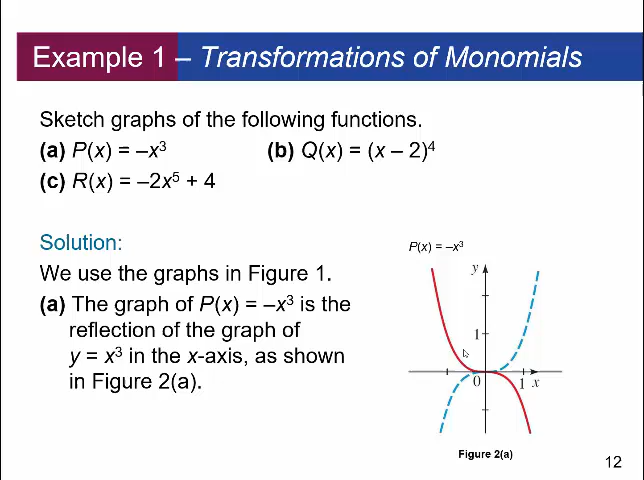 Example 1 – Transformations of Monomials
Sketch graphs of the following functions.
(a) P(x) = –x³ (b) Q(x) = (x – 2)⁴
(c) R(x) = –2x⁵ + 4
Solution:
We use the graphs in Figure 1.
(a) The graph of P(x) = –x³ is the
reflection of the graph of
y = x³ in the x-axis, as shown
in Figure 2(a).
P(x) = –x³
y
1
0
1
x
Figure 2(a)
12